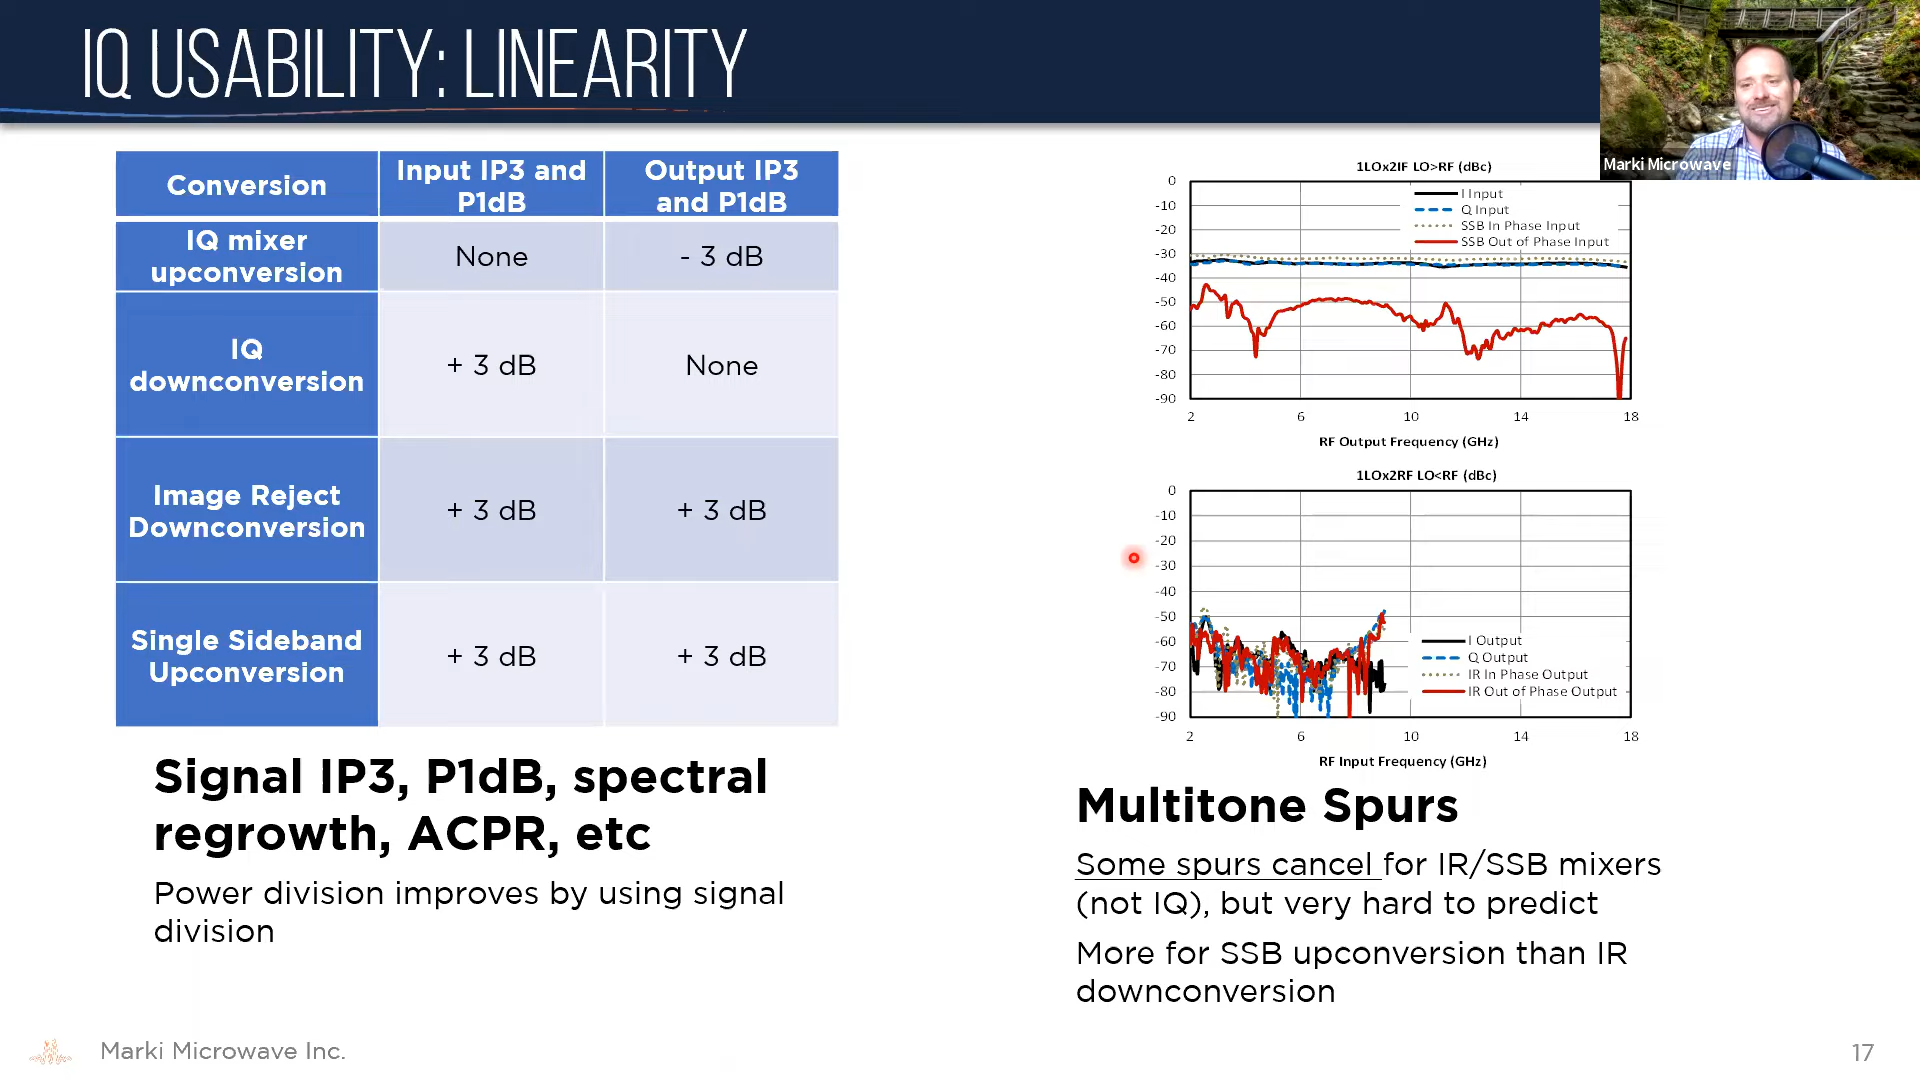 IQ USABILITY: LINEARITY
Marki Microwave
Conversion
Input IP3 and
P1dB
Output IP3
and P1dB
IQ mixer
upconversion
None
- 3 dB
IQ
downconversion
+ 3 dB
None
Image Reject
Downconversion
+ 3 dB
+ 3 dB
Single Sideband
Upconversion
+ 3 dB
+ 3 dB
Signal IP3, P1dB, spectral
regrowth, ACPR, etc
Power division improves by using signal
division
1LOx2IF LO>RF (dBc)
0
-10
-20
-30
-40
-50
-60
-70
-80
-90
I Input
Q Input
SSB In Phase Input
SSB Out of Phase Input
2
6
10
14
18
RF Output Frequency (GHz)
1LOx2RF LO<RF (dBc)
0
-10
-20
-30
-40
-50
-60
-70
-80
-90
I Output
Q Output
IR In Phase Output
IR Out of Phase Output
2
6
10
14
18
RF Input Frequency (GHz)
Multitone Spurs
Some spurs cancel for IR/SSB mixers
(not IQ), but very hard to predict
More for SSB upconversion than IR
downconversion
Marki Microwave Inc.
17